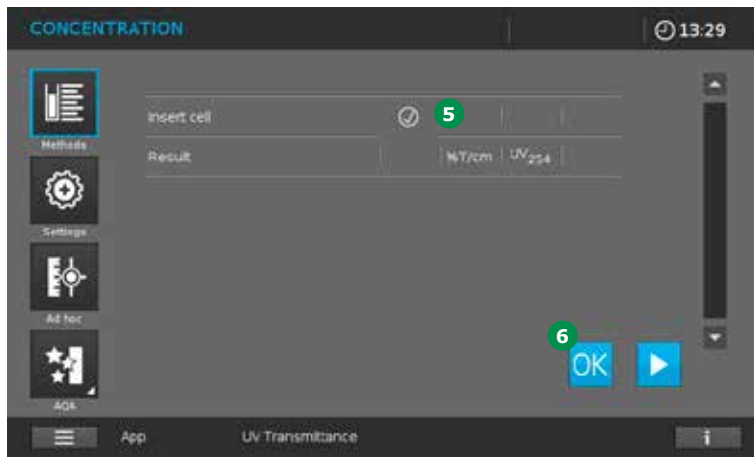 CONCENTRATION
13:29
Methods
Insert cell 5
Result %T/cm UV254
Settings
Ad hoc
6
OK
AQA
App UV Transmittance i